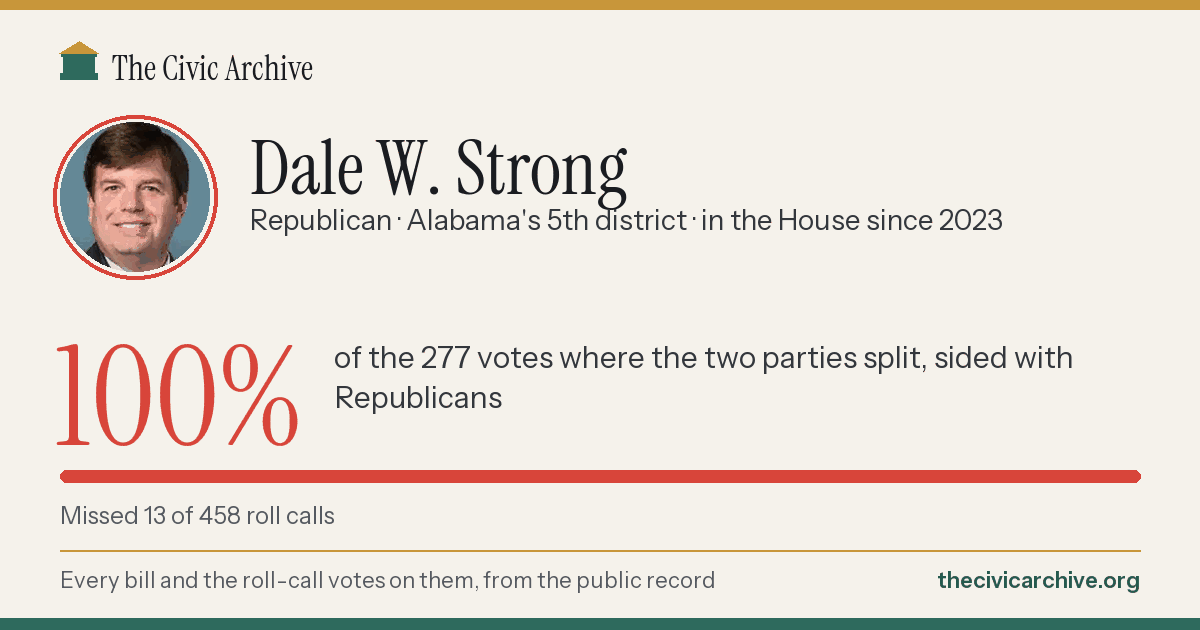 The Civic Archive
Dale W. Strong
Republican · Alabama's 5th district · in the House since 2023
100%
of the 277 votes where the two parties split, sided with
Republicans
Missed 13 of 458 roll calls
Every bill and the roll-call votes on them, from the public record
thecivicarchive.org